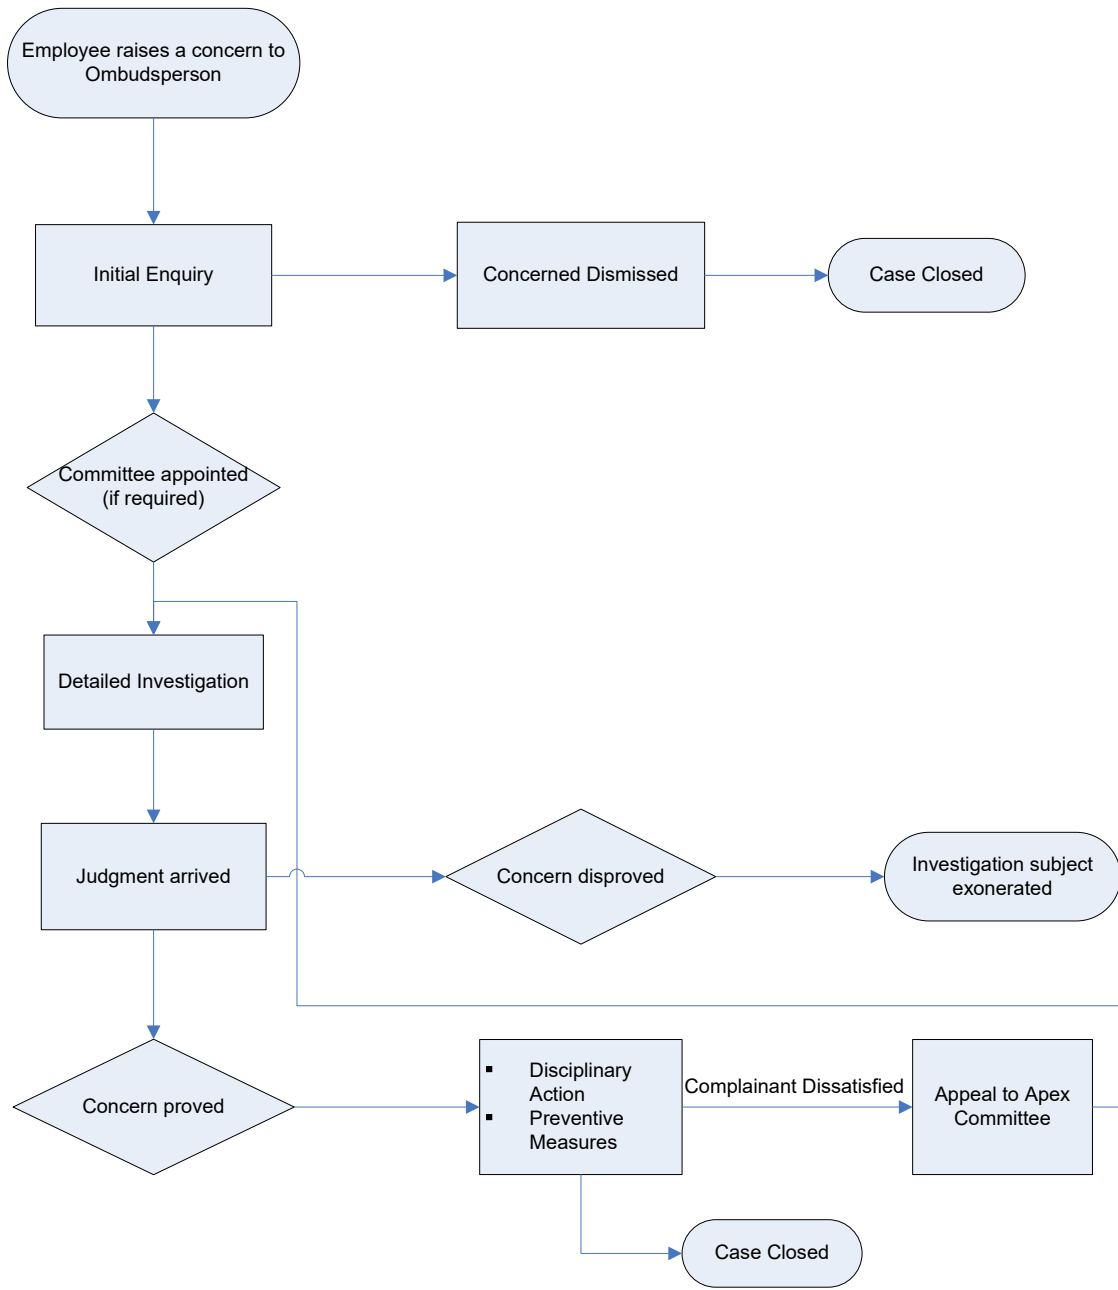 Employee raises a concern to
Ombudsperson
Initial Enquiry
Concerned Dismissed
Case Closed
Committee appointed
(if required)
Detailed Investigation
Judgment arrived
Concern disproved
Investigation subject
exonerated
Concern proved
▪ Disciplinary
Action
▪ Preventive
Measures
Complainant Dissatisfied
Appeal to Apex
Committee
Case Closed